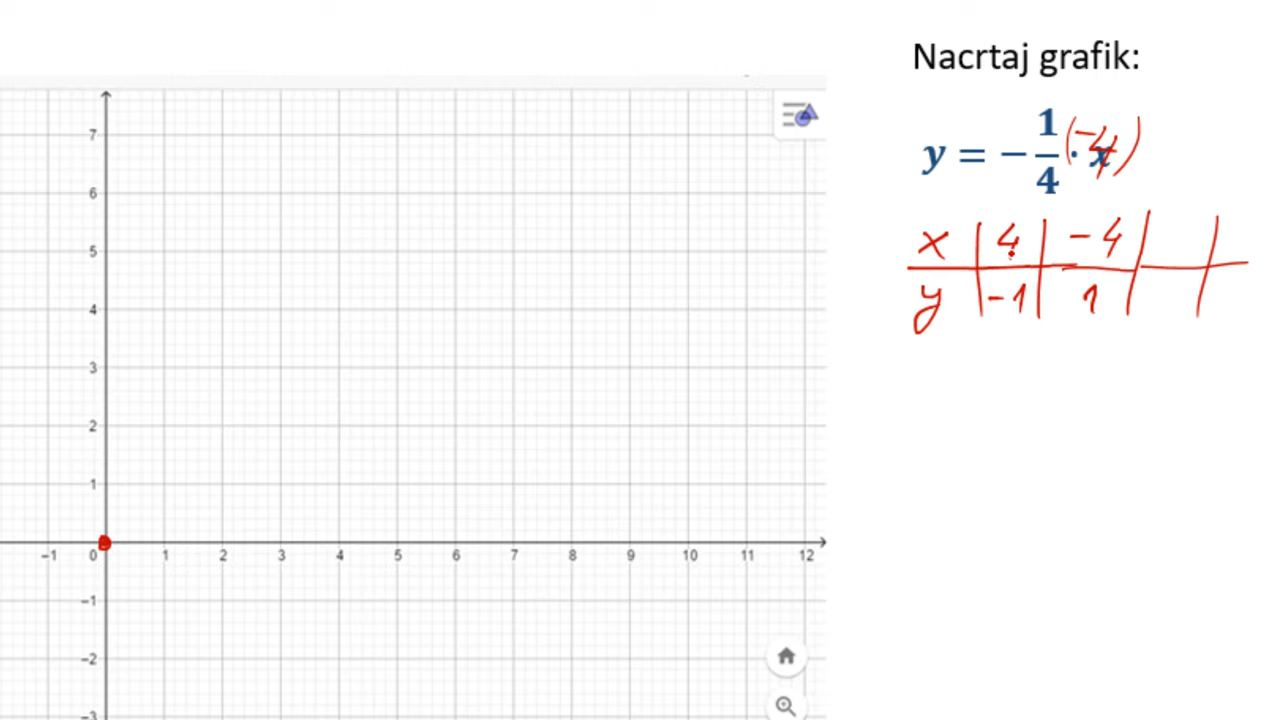 Nacrtaj grafik:
y = − 1/4 · x (−4)
x | 4 | −4 |
y | −1 | 1 |
7
6
5
4
3
2
1
−1 0 1 2 3 4 5 6 7 8 9 10 11 12
−1
−2
−3